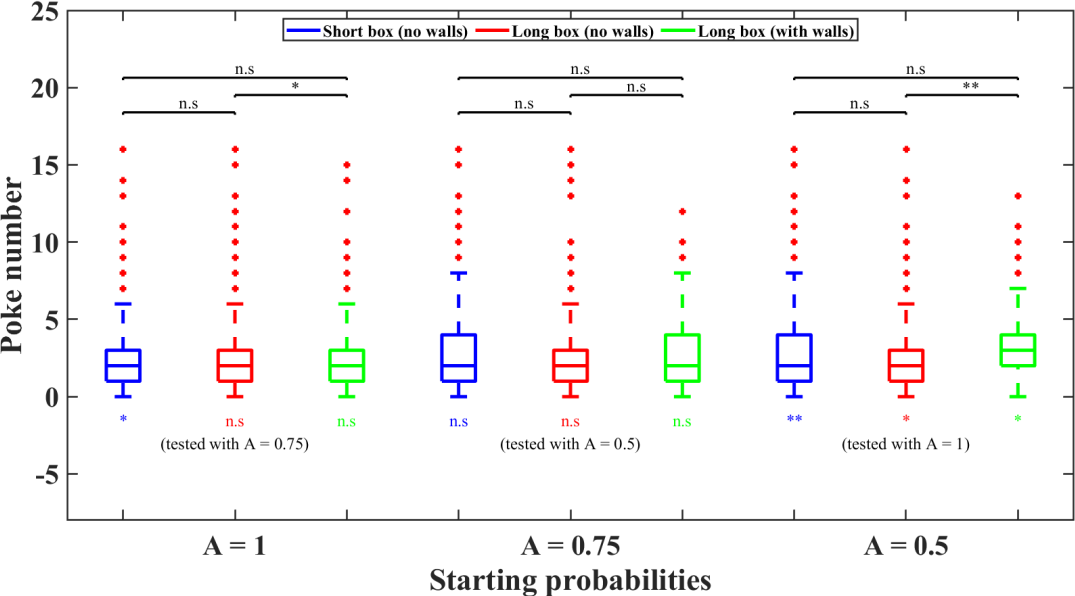 25
20
15
10
5
0
-5
Poke number
Short box (no walls) Long box (no walls) Long box (with walls)
n.s n.s n.s
* n.s **
n.s n.s n.s
* n.s n.s n.s n.s n.s ** * *
(tested with A = 0.75) (tested with A = 0.5) (tested with A = 1)
A = 1 A = 0.75 A = 0.5
Starting probabilities